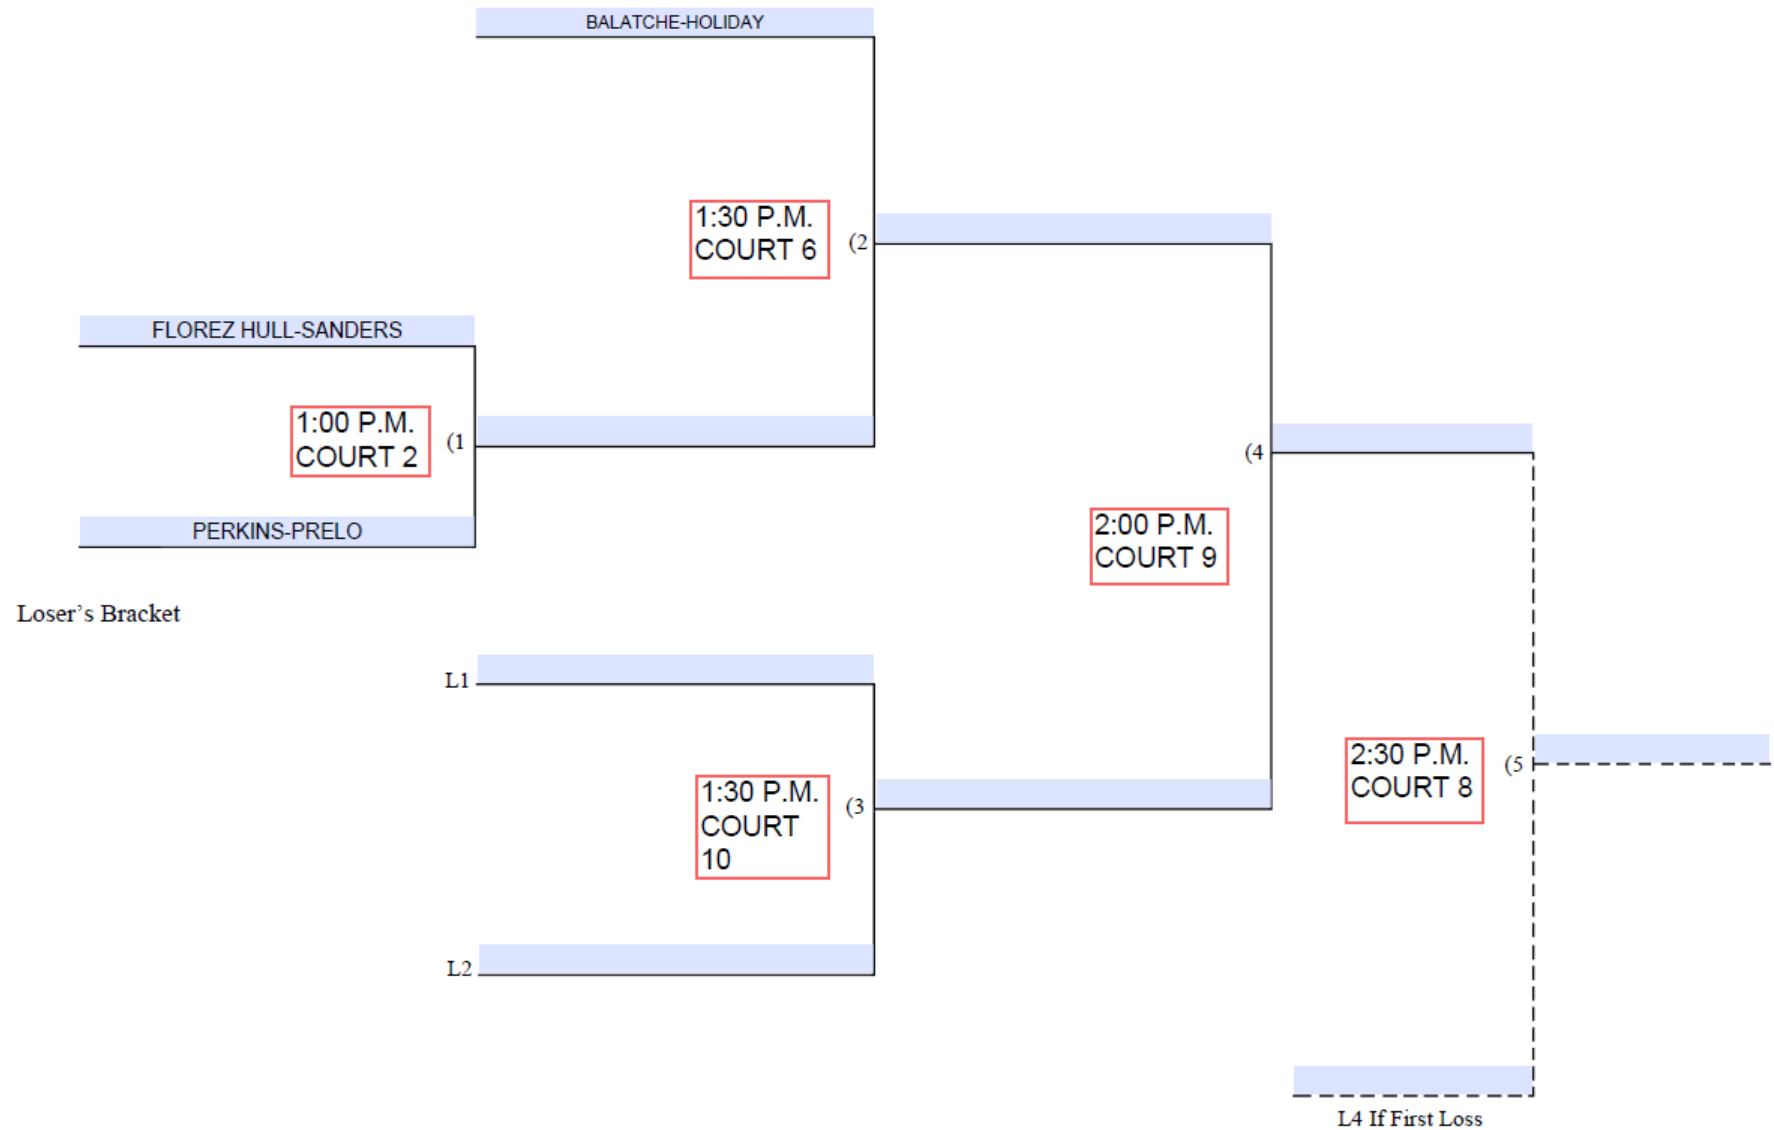 BALATCHE-HOLIDAY
1:30 P.M.
COURT 6
(2
FLOREZ HULL-SANDERS
1:00 P.M.
COURT 2
(1
(4
2:00 P.M.
COURT 9
PERKINS-PRELO
Loser’s Bracket
L1
1:30 P.M.
COURT
10
(3
2:30 P.M.
COURT 8
(5
L2
L4 If First Loss